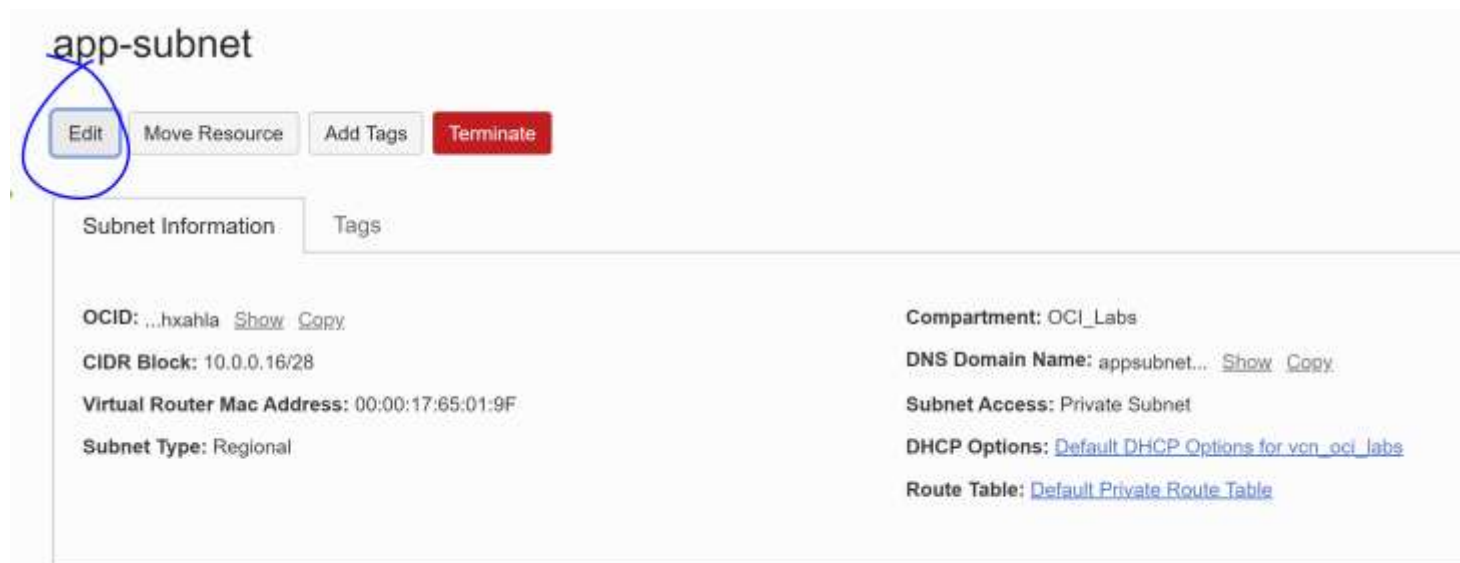 app-subnet
Edit Move Resource Add Tags Terminate
Subnet Information Tags
OCID: ...hxahla Show Copy
CIDR Block: 10.0.0.16/28
Virtual Router Mac Address: 00:00:17:65:01:9F
Subnet Type: Regional
Compartment: OCI_Labs
DNS Domain Name: appsubnet... Show Copy
Subnet Access: Private Subnet
DHCP Options: Default DHCP Options for vcn_oci_labs
Route Table: Default Private Route Table